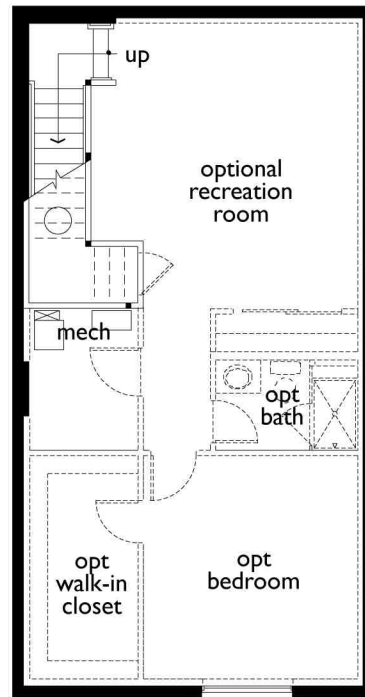 up
optional
recreation
room
mech
opt
bath
opt
walk-in
closet
opt
bedroom